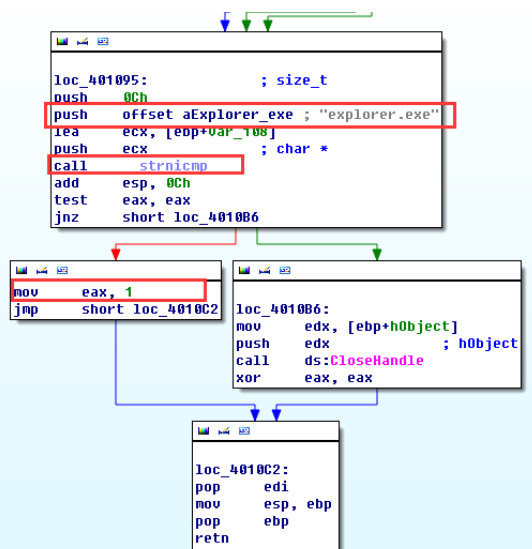 loc_401095: ; size_t
push 0Ch
push offset aExplorer_exe ; "explorer.exe"
lea ecx, [ebp+var_108]
push ecx ; char *
call _strnicmp
add esp, 0Ch
test eax, eax
jnz short loc_4010B6
mov eax, 1
jmp short loc_4010C2
loc_4010B6:
mov edx, [ebp+hObject]
push edx ; hObject
call ds:CloseHandle
xor eax, eax
loc_4010C2:
pop edi
mov esp, ebp
pop ebp
retn